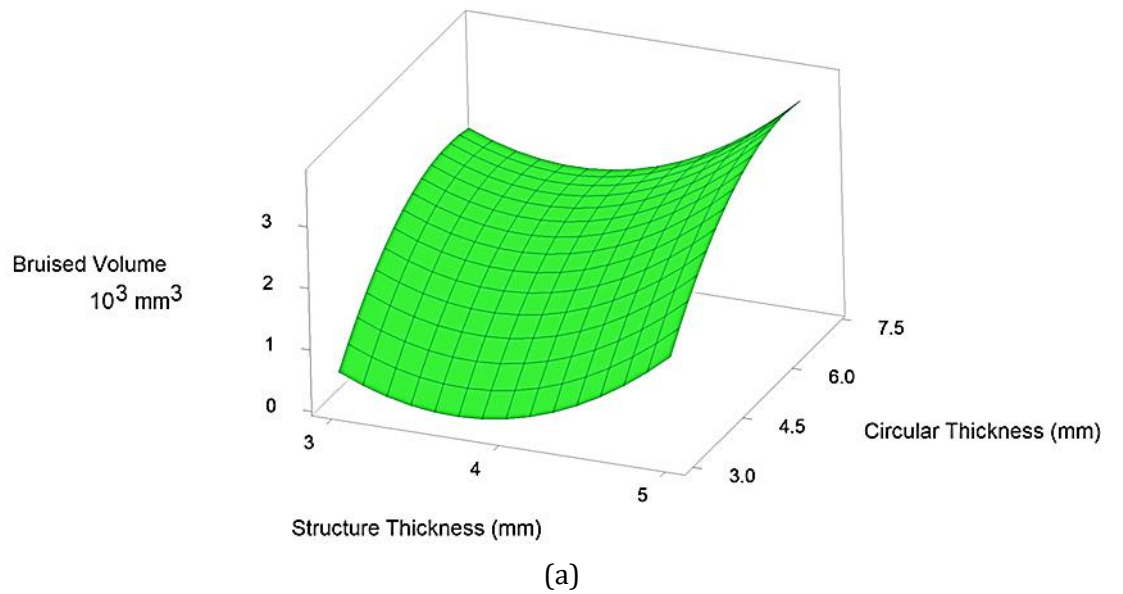 3
2
1
0
Bruised Volume
10³ mm³
3
4
5
Structure Thickness (mm)
7.5
6.0
4.5
3.0
Circular Thickness (mm)
(a)